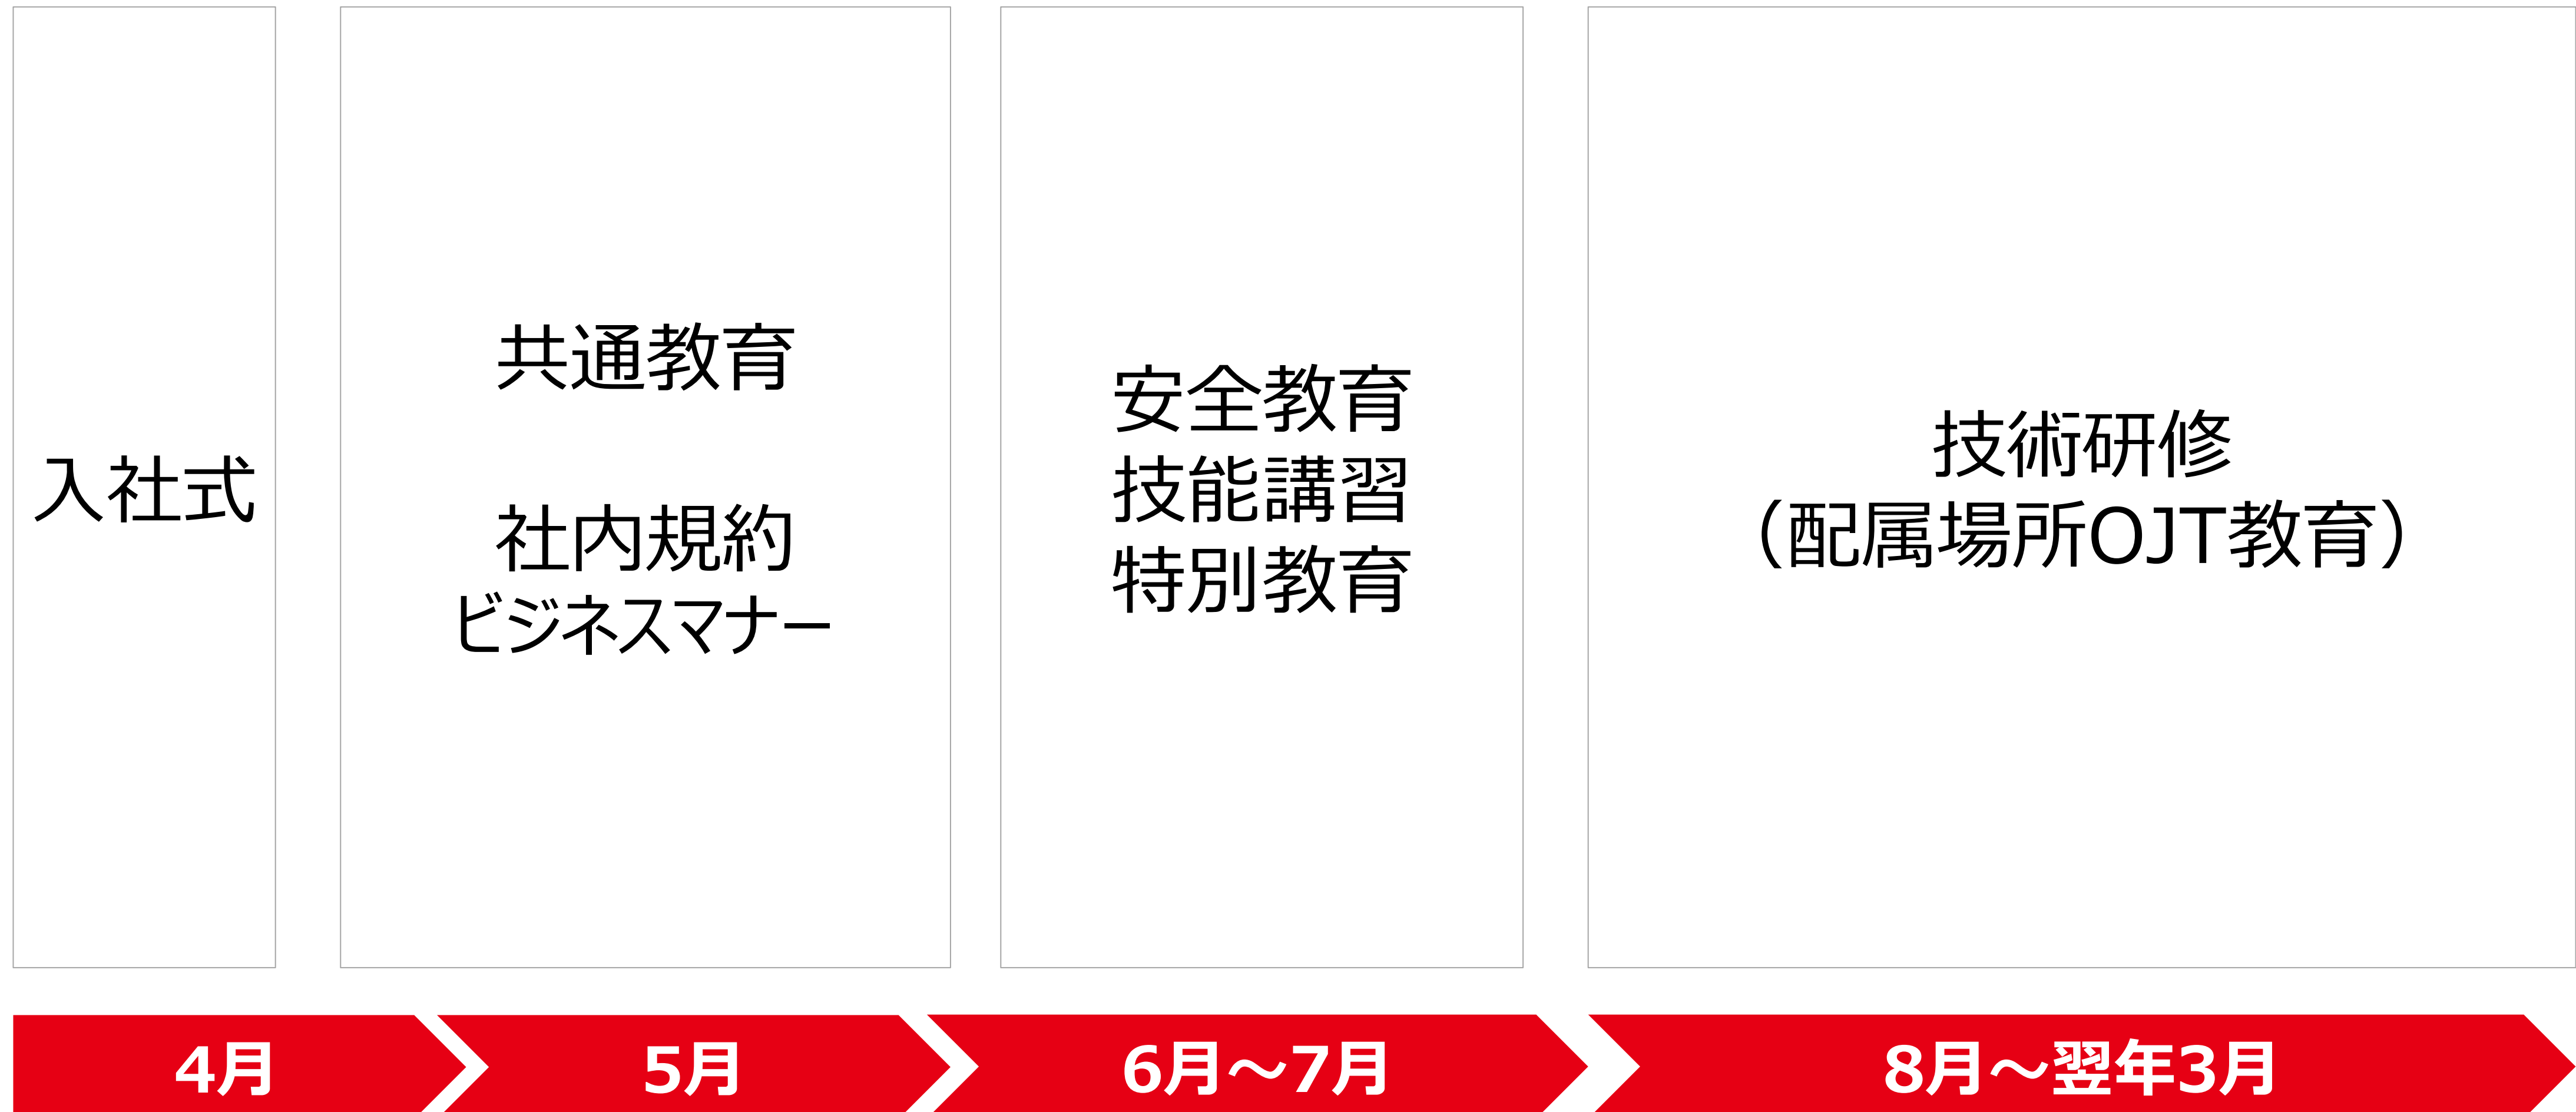 入社式
共通教育
社内規約
ビジネスマナー
安全教育
技能講習
特別教育
技術研修
（配属場所OJT教育）
4月
5月
6月～7月
8月～翌年3月